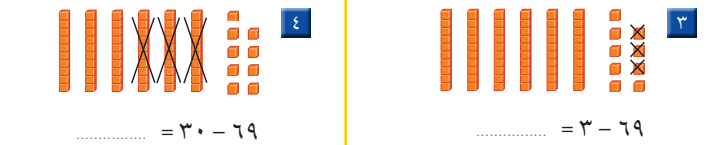 ٣
٦٩ – ٣ = ................
٤
٦٩ – ٣٠ = ................